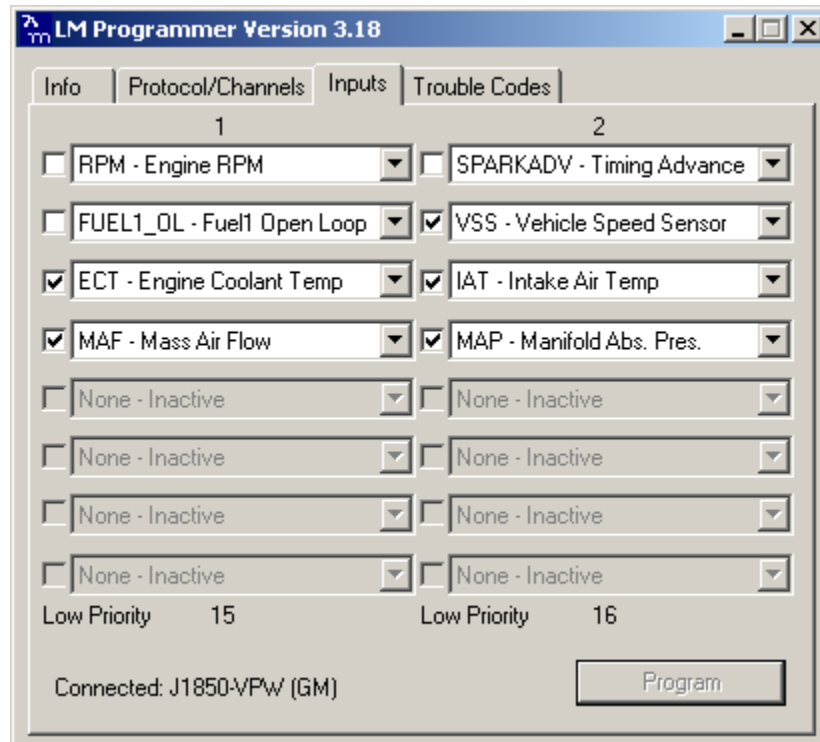 λm LM Programmer Version 3.18
Info Protocol/Channels Inputs Trouble Codes
1 2
RPM - Engine RPM SPARKADV - Timing Advance
FUEL1_OL - Fuel1 Open Loop VSS - Vehicle Speed Sensor
ECT - Engine Coolant Temp IAT - Intake Air Temp
MAF - Mass Air Flow MAP - Manifold Abs. Pres.
None - Inactive None - Inactive
None - Inactive None - Inactive
None - Inactive None - Inactive
None - Inactive None - Inactive
Low Priority 15 Low Priority 16
Connected: J1850-VPW (GM) Program